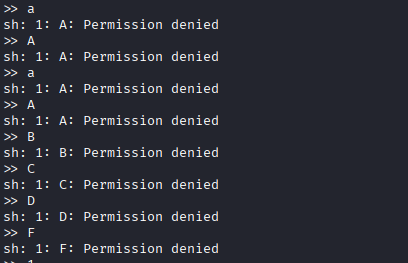 >> a
sh: 1: A: Permission denied
>> A
sh: 1: A: Permission denied
>> a
sh: 1: A: Permission denied
>> A
sh: 1: A: Permission denied
>> B
sh: 1: B: Permission denied
>> C
sh: 1: C: Permission denied
>> D
sh: 1: D: Permission denied
>> F
sh: 1: F: Permission denied